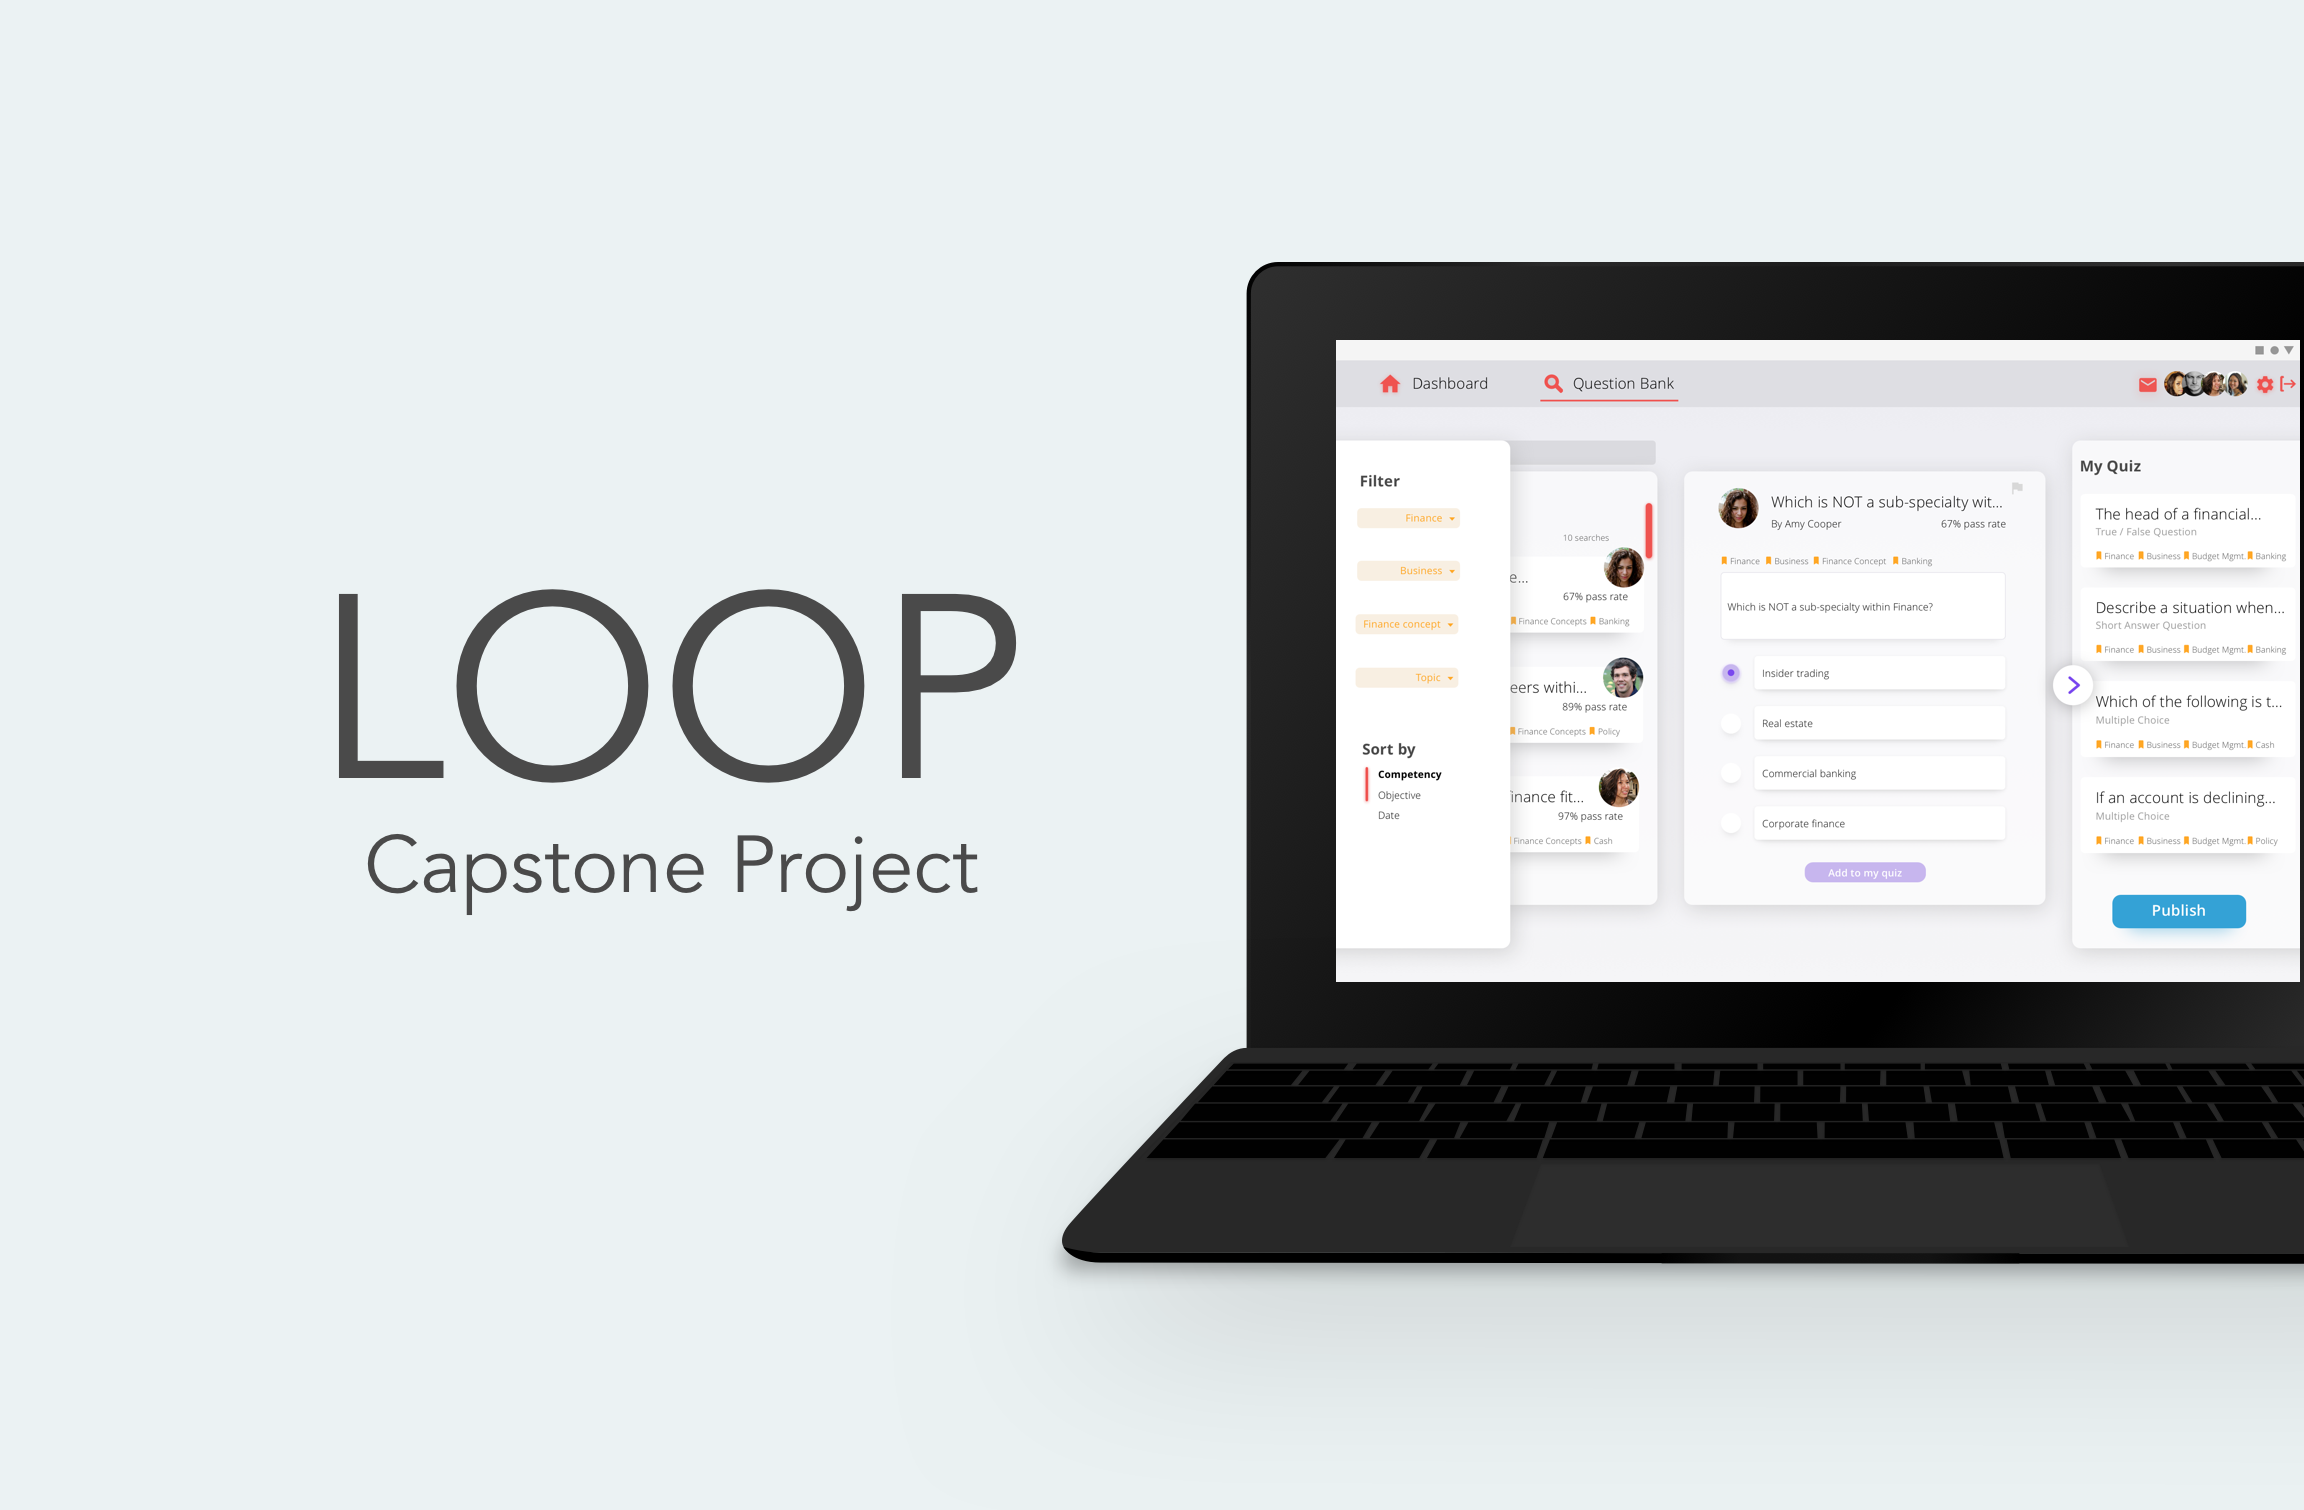 LOOP
Capstone Project
Dashboard
Question Bank
Filter
Finance
Business
Finance concept
Topic
Sort by
Competency
Objective
Date
10 searches
e...
67% pass rate
Finance Concepts Banking
eers withi...
89% pass rate
Finance Concepts Policy
inance fit...
97% pass rate
Finance Concepts Cash
Which is NOT a sub-specialty wit...
By Amy Cooper 67% pass rate
Finance Business Finance Concept Banking
Which is NOT a sub-specialty within Finance?
Insider trading
Real estate
Commercial banking
Corporate finance
Add to my quiz
My Quiz
The head of a financial...
True / False Question
Finance Business Budget Mgmt. Banking
Describe a situation when...
Short Answer Question
Finance Business Budget Mgmt. Banking
Which of the following is t...
Multiple Choice
Finance Business Budget Mgmt. Cash
If an account is declining...
Multiple Choice
Finance Business Budget Mgmt. Policy
Publish